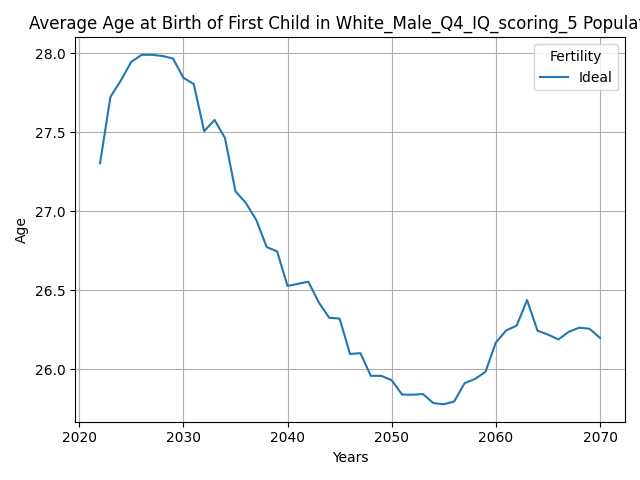 Average Age at Birth of First Child in White_Male_Q4_IQ_scoring_5 Populat
Fertility
Ideal
28.0
27.5
27.0
26.5
26.0
Age
2020 2030 2040 2050 2060 2070
Years